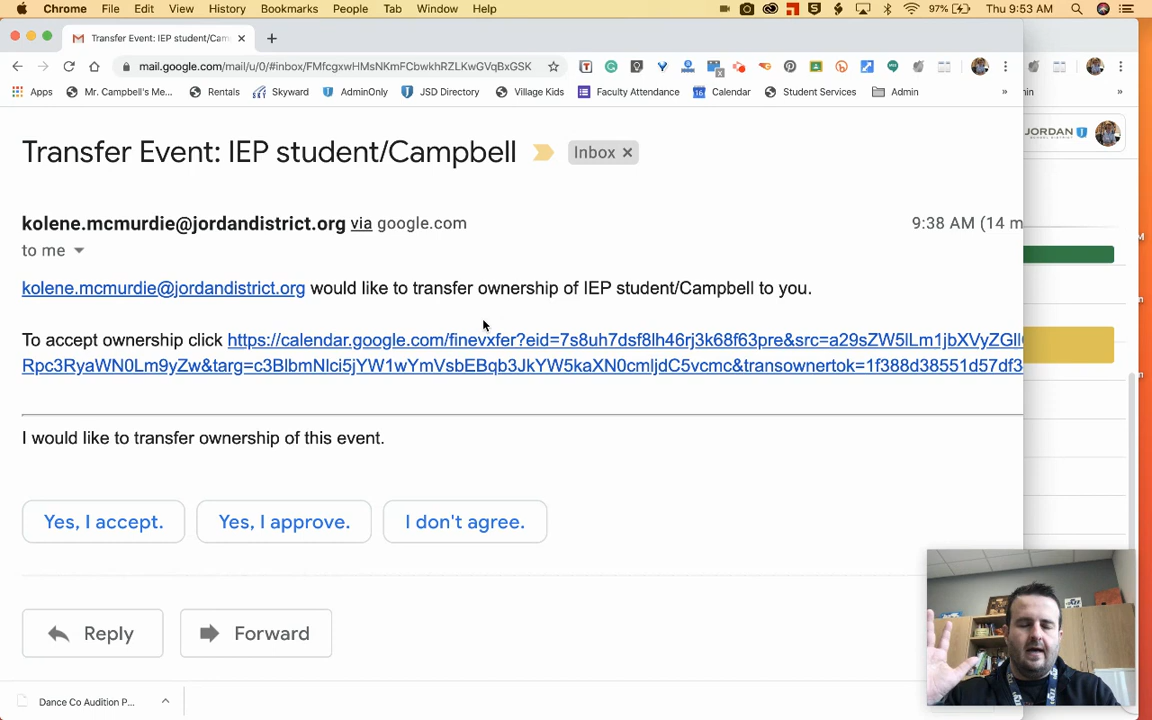 Chrome File Edit View History Bookmarks People Tab Window Help 97% Thu 9:53 AM
Transfer Event: IEP student/Cam
mail.google.com/mail/u/0/#inbox/FMfcgxwHMsNKmFCbwkhRZLKwGVqBxGSK
Apps Mr. Campbell's Me... Rentals Skyward AdminOnly JSD Directory Village Kids Faculty Attendance Calendar Student Services » Admin
JORDAN
Transfer Event: IEP student/Campbell Inbox ×
kolene.mcmurdie@jordandistrict.org via google.com 9:38 AM (14 m
to me
kolene.mcmurdie@jordandistrict.org would like to transfer ownership of IEP student/Campbell to you.
To accept ownership click https://calendar.google.com/finevxfer?eid=7s8uh7dsf8lh46rj3k68f63pre&src=a29sZW5lLm1jbXVyZGll
Rpc3RyaWN0Lm9yZw&targ=c3BlbmNlci5jYW1wYmVsbEBqb3JkYW5kaXN0cmljdC5vcmc&transownertok=1f388d38551d57df3
I would like to transfer ownership of this event.
Yes, I accept. Yes, I approve. I don't agree.
Reply Forward
Dance Co Audition P...